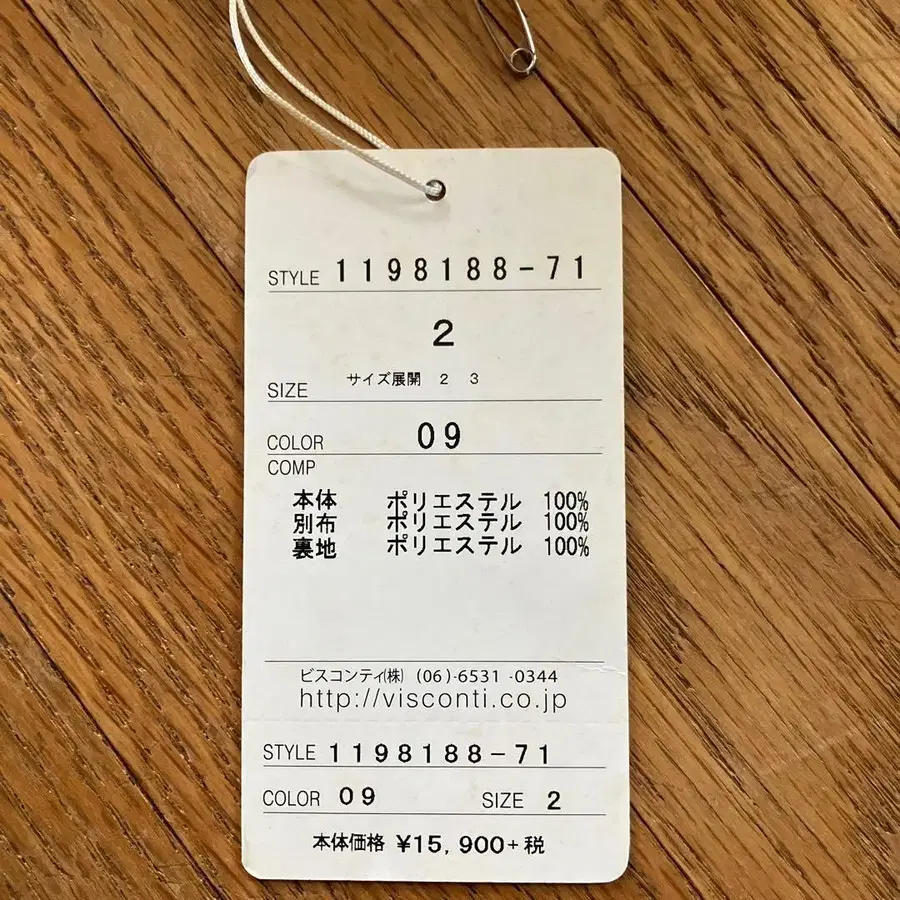 STYLE 1198188-71
2
SIZE サイズ展開 2 3
COLOR 09
COMP
本体 ポリエステル 100%
別布 ポリエステル 100%
裏地 ポリエステル 100%
ビスコンティ(株) (06)-6531-0344
http://visconti.co.jp
STYLE 1198188-71
COLOR 09 SIZE 2
本体価格 ¥15,900+税